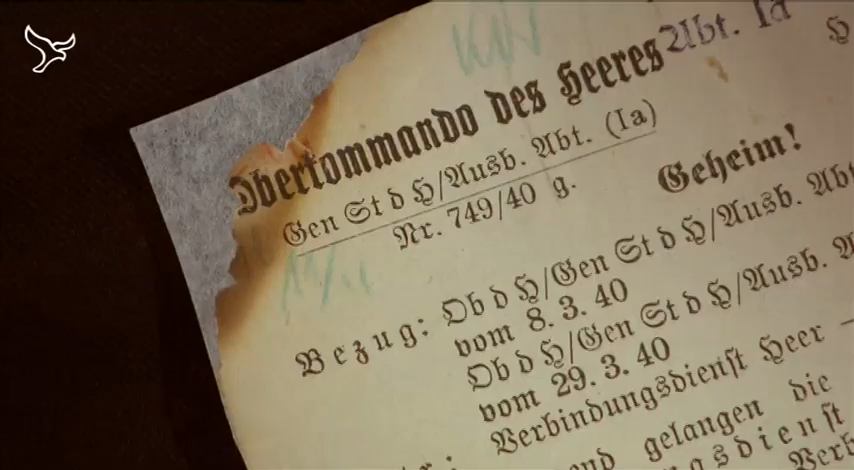 Oberkommando des Heeres Abt. Ia
Gen St d H/Ausb. Abt. (Ia)
Nr. 749/40 g.
Geheim!
Bezug: Ob d H/Gen St d H/Ausb. Abt
vom 8. 3. 40
Ob d H/Gen St d H/Ausb.
vom 29. 3. 40
Verbindungsdienst Heer –
gelangen die